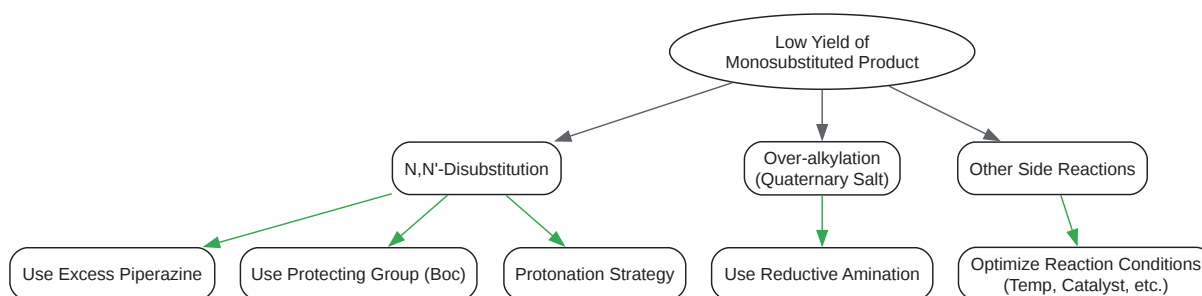 Low Yield of
Monosubstituted Product
N,N'-Disubstitution
Over-alkylation
(Quaternary Salt)
Other Side Reactions
Use Excess Piperazine
Use Protecting Group (Boc)
Protonation Strategy
Use Reductive Amination
Optimize Reaction Conditions
(Temp, Catalyst, etc.)